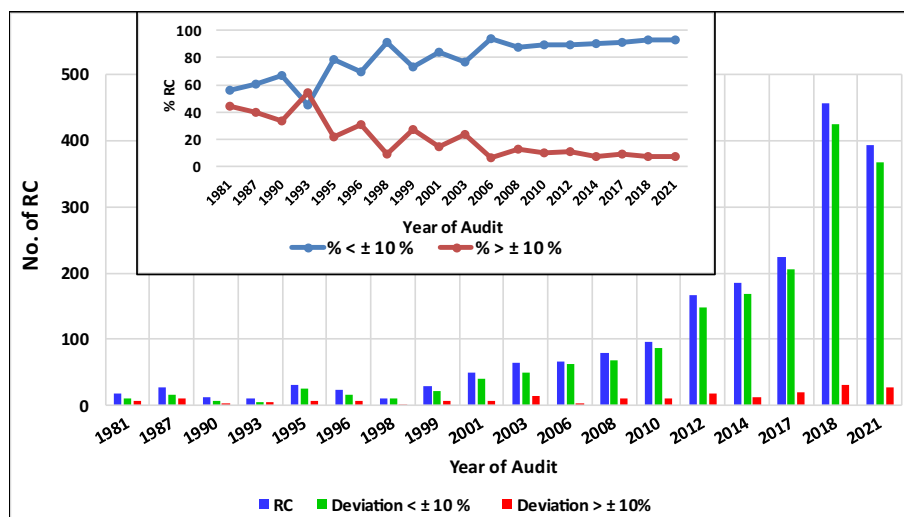 100
80
60
40
20
0
% RC
1981 1987 1990 1993 1995 1996 1998 1999 2001 2003 2006 2008 2010 2012 2014 2017 2018 2021
Year of Audit
% < ± 10 % % > ± 10 %
500
400
300
200
100
0
No. of RC
1981 1987 1990 1993 1995 1996 1998 1999 2001 2003 2006 2008 2010 2012 2014 2017 2018 2021
Year of Audit
RC Deviation < ± 10 % Deviation > ± 10%